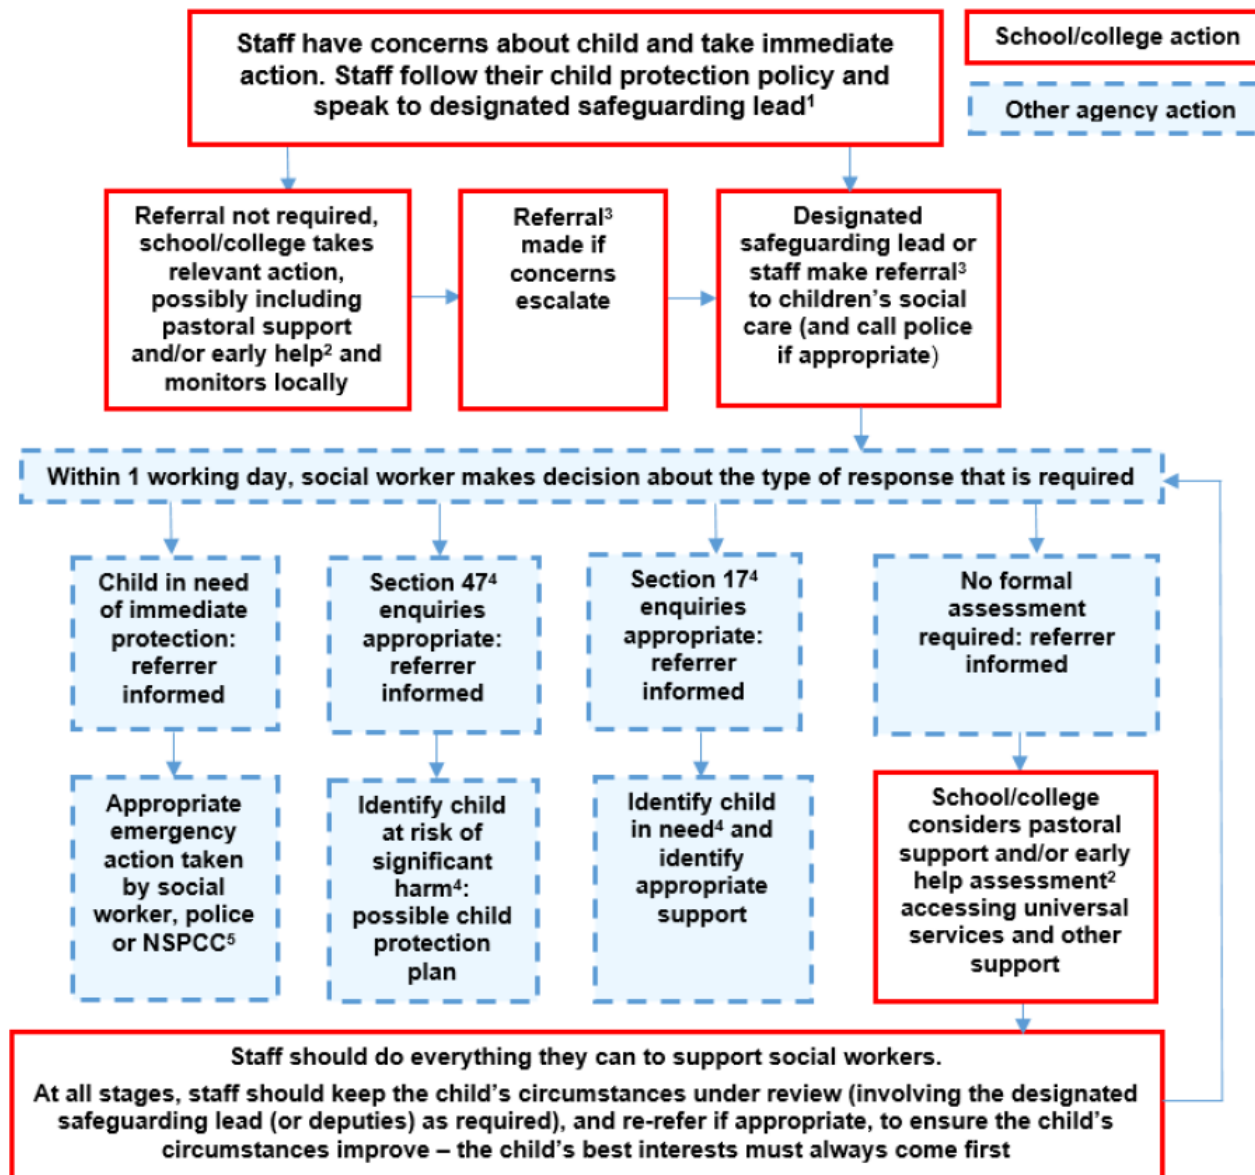 Staff have concerns about child and take immediate
action. Staff follow their child protection policy and
speak to designated safeguarding lead¹
School/college action
Other agency action
Referral not required,
school/college takes
relevant action,
possibly including
pastoral support
and/or early help² and
monitors locally
Referral³
made if
concerns
escalate
Designated
safeguarding lead or
staff make referral³
to children’s social
care (and call police
if appropriate)
Within 1 working day, social worker makes decision about the type of response that is required
Child in need
of immediate
protection:
referrer
informed
Section 47⁴
enquiries
appropriate:
referrer
informed
Section 17⁴
enquiries
appropriate:
referrer
informed
No formal
assessment
required: referrer
informed
Appropriate
emergency
action taken
by social
worker, police
or NSPCC⁵
Identify child
at risk of
significant
harm⁴:
possible child
protection
plan
Identify child
in need⁴ and
identify
appropriate
support
School/college
considers pastoral
support and/or early
help assessment²
accessing universal
services and other
support
Staff should do everything they can to support social workers.
At all stages, staff should keep the child’s circumstances under review (involving the designated
safeguarding lead (or deputies) as required), and re-refer if appropriate, to ensure the child’s
circumstances improve – the child’s best interests must always come first